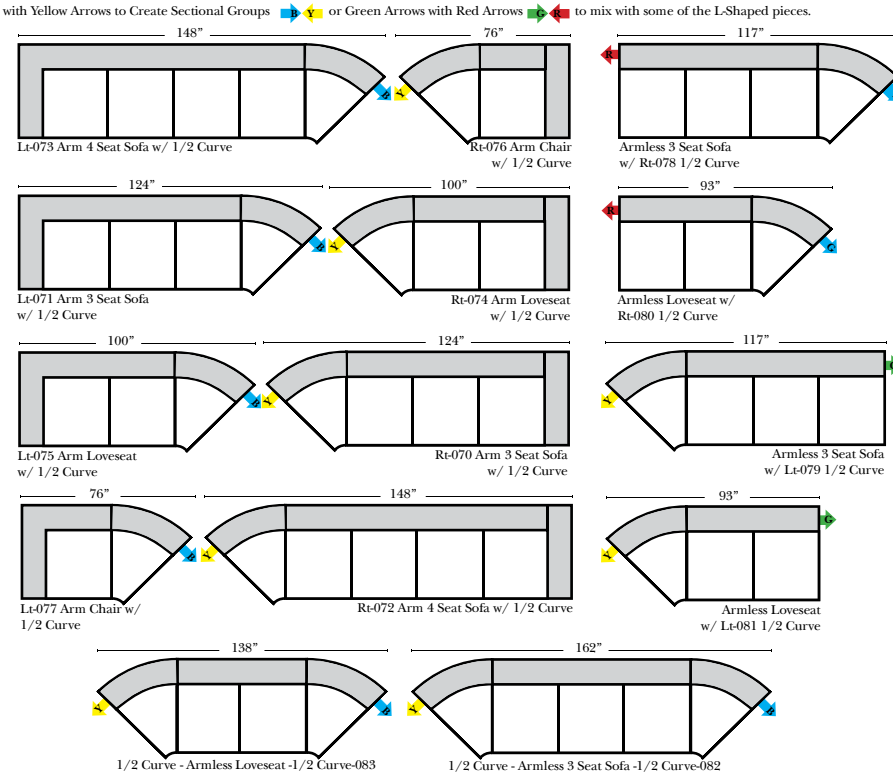 with Yellow Arrows to Create Sectional Groups B Y or Green Arrows with Red Arrows G R to mix with some of the L-Shaped pieces.
148” 76” 117”
B Y R
Lt-073 Arm 4 Seat Sofa w/ 1/2 Curve
Rt-076 Arm Chair
w/ 1/2 Curve
Armless 3 Seat Sofa
w/ Rt-078 1/2 Curve
124” 100” 93”
B Y R G
Lt-071 Arm 3 Seat Sofa
w/ 1/2 Curve
Rt-074 Arm Loveseat
w/ 1/2 Curve
Armless Loveseat w/
Rt-080 1/2 Curve
100” 124” 117”
B Y Y
Lt-075 Arm Loveseat
w/ 1/2 Curve
Rt-070 Arm 3 Seat Sofa
w/ 1/2 Curve
Armless 3 Seat Sofa
w/ Lt-079 1/2 Curve
76” 148” 93”
B Y Y G
Lt-077 Arm Chair w/
1/2 Curve
Rt-072 Arm 4 Seat Sofa w/ 1/2 Curve
Armless Loveseat
w/ Lt-081 1/2 Curve
138” 162”
Y B Y B
1/2 Curve - Armless Loveseat -1/2 Curve-083
1/2 Curve - Armless 3 Seat Sofa -1/2 Curve-082